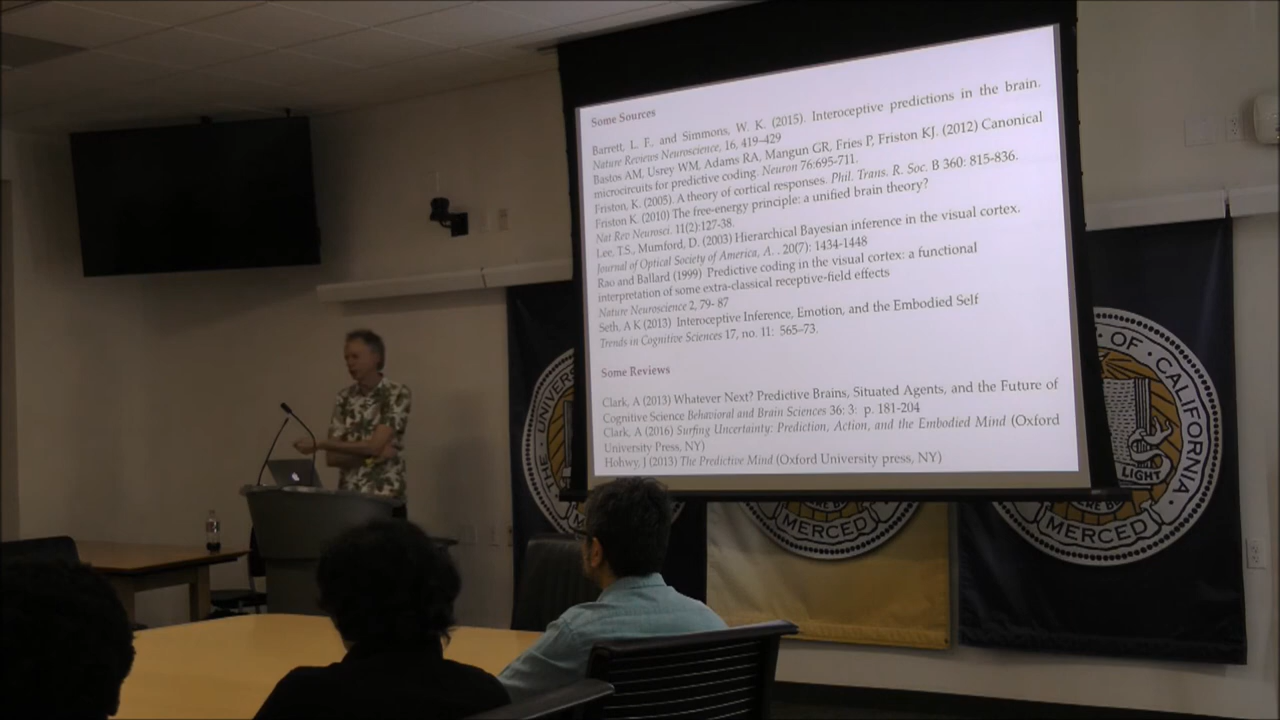 Some Sources
Barrett, L. F., and Simmons, W. K. (2015). Interoceptive predictions in the brain.
Nature Reviews Neuroscience, 16, 419–429
Bastos AM, Usrey WM, Adams RA, Mangun GR, Fries P, Friston KJ. (2012) Canonical
microcircuits for predictive coding. Neuron 76:695-711.
Friston, K. (2005). A theory of cortical responses. Phil. Trans. R. Soc. B 360: 815-836.
Friston K. (2010) The free-energy principle: a unified brain theory?
Nat Rev Neurosci. 11(2):127-38.
Lee, T.S., Mumford, D. (2003) Hierarchical Bayesian inference in the visual cortex.
Journal of Optical Society of America, A. . 20(7): 1434-1448
Rao and Ballard (1999) Predictive coding in the visual cortex: a functional
interpretation of some extra-classical receptive-field effects
Nature Neuroscience 2, 79- 87
Seth, A K (2013) Interoceptive Inference, Emotion, and the Embodied Self
Trends in Cognitive Sciences 17, no. 11: 565–73.
Some Reviews
Clark, A (2013) Whatever Next? Predictive Brains, Situated Agents, and the Future of
Cognitive Science Behavioral and Brain Sciences 36: 3: p. 181-204
Clark, A (2016) Surfing Uncertainty: Prediction, Action, and the Embodied Mind (Oxford
University Press, NY)
Hohwy, J (2013) The Predictive Mind (Oxford University press, NY)
THE · UNIVER
MERCED
OF · CALIFORNIA ·
LIGHT
MERCED